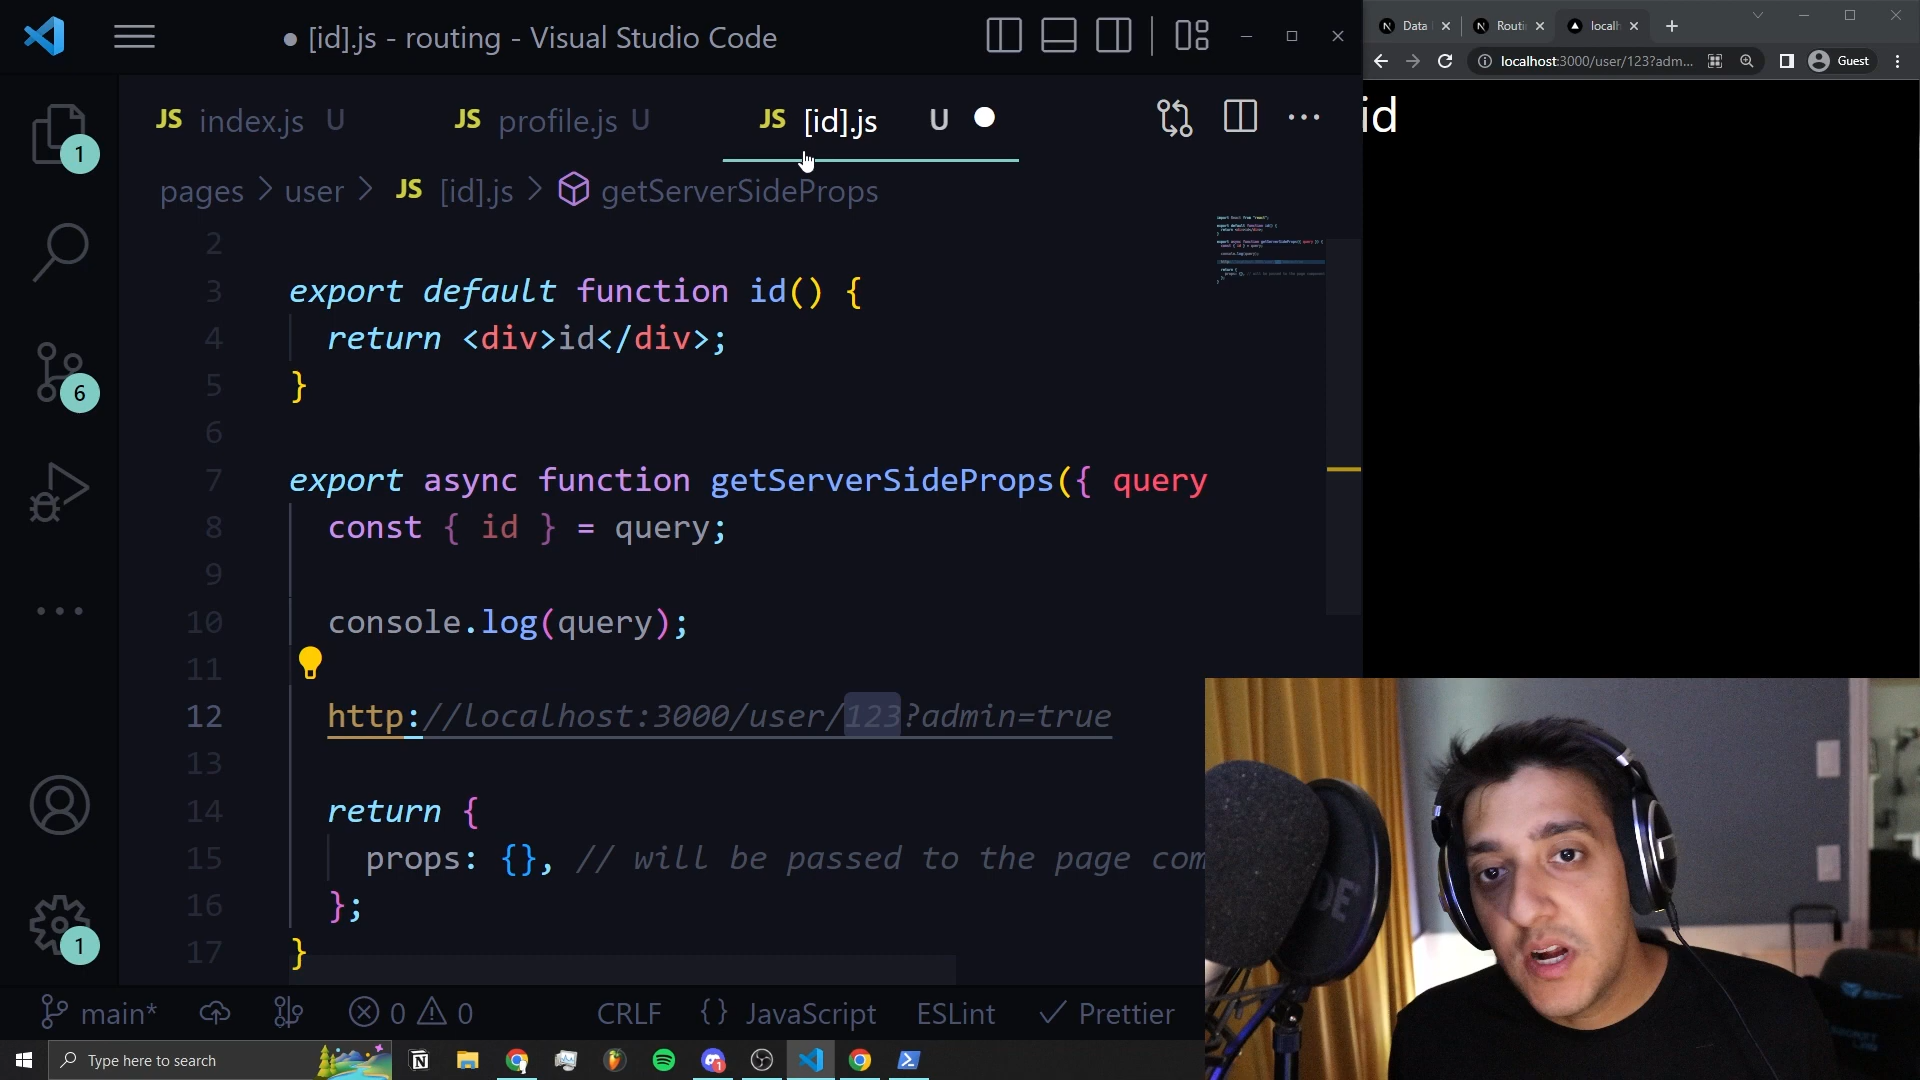 [id].js - routing - Visual Studio Code
Data
Routi
localh
localhost:3000/user/123?adm...
Guest
JS index.js U
JS profile.js U
JS [id].js U
id
pages > user > JS [id].js > getServerSideProps
2
3 export default function id() {
4 return <div>id</div>;
5 }
6
7 export async function getServerSideProps({ query
8 const { id } = query;
9
10 console.log(query);
11
12 http://localhost:3000/user/123?admin=true
13
14 return {
15 props: {}, // will be passed to the page com
16 };
17 }
1
6
1
main*
0
0
CRLF
{} JavaScript
ESLint
Prettier
Type here to search